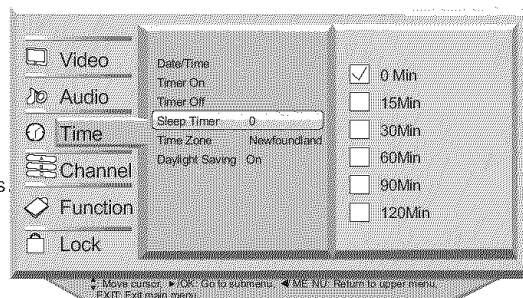 s.
Video
Audio
Time
Channel
Function
Lock
Date/Time
Timer On
Timer Off
Sleep Timer 0
Time Zone Newfoundland
Daylight Saving On
0 Min
15Min
30Min
60Min
90Min
120Min
Move cursor, ►/OK: Go to submenu, ◄/ME NU: Return to upper menu,
EXIT: Exit main menu